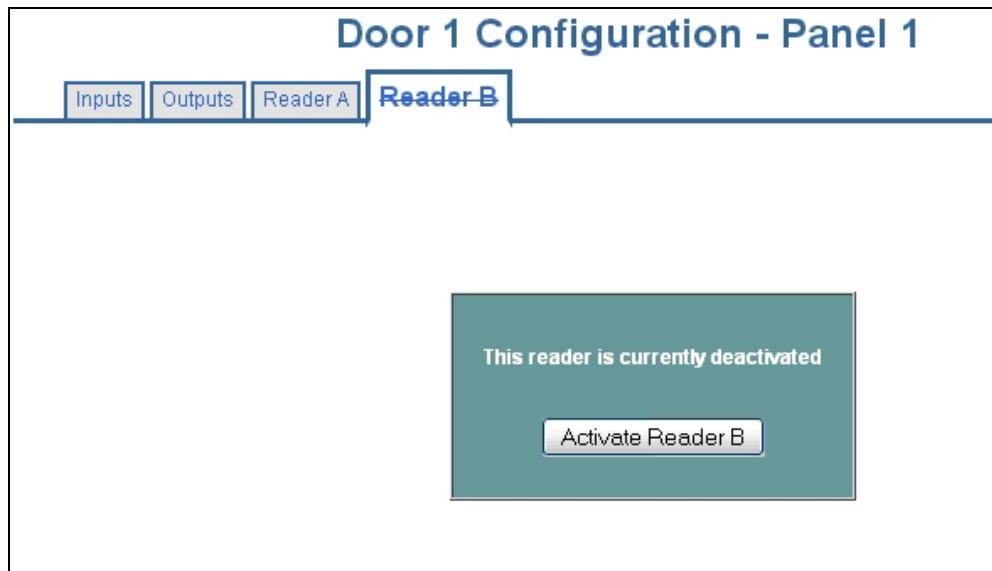 Door 1 Configuration - Panel 1
Inputs Outputs Reader A Reader B
This reader is currently deactivated
Activate Reader B